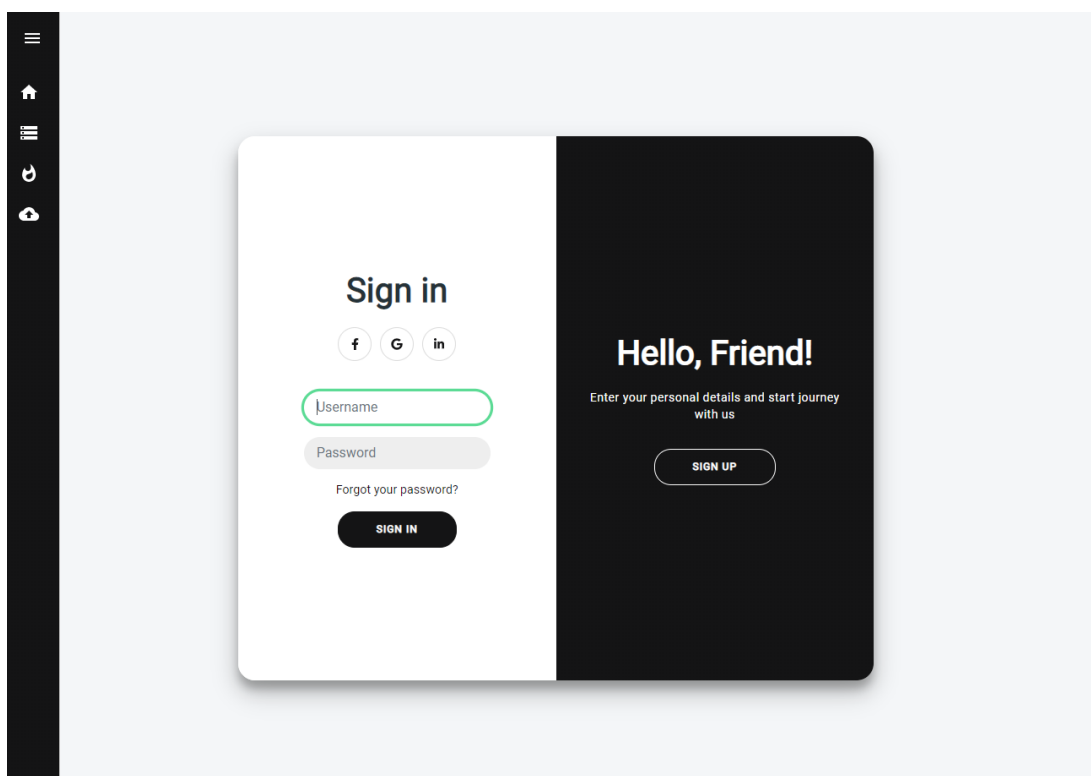 Sign in
f G in
Username
Password
Forgot your password?
SIGN IN
Hello, Friend!
Enter your personal details and start journey
with us
SIGN UP